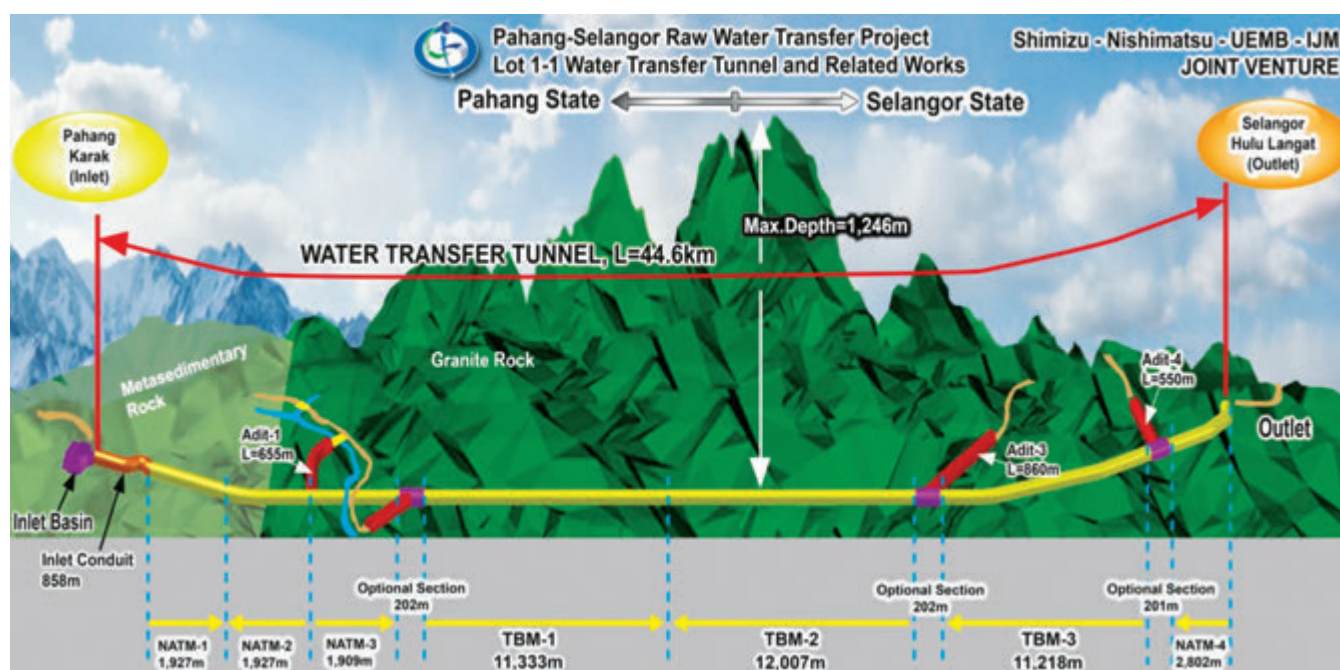 Pahang-Selangor Raw Water Transfer Project
Lot 1-1 Water Transfer Tunnel and Related Works
Shimizu - Nishimatsu - UEMB - IJM
JOINT VENTURE
Pahang State
Selangor State
Pahang
Karak
(Inlet)
Selangor
Hulu Langat
(Outlet)
Max.Depth=1,246m
WATER TRANSFER TUNNEL, L=44.6km
Metasedimentary
Rock
Granite Rock
Adit-1
L=655m
Adit-3
L=860m
Adit-4
L=550m
Outlet
Inlet Basin
Inlet Conduit
858m
Optional Section
202m
Optional Section
202m
Optional Section
201m
NATM-1
1,927m
NATM-2
1,927m
NATM-3
1,909m
TBM-1
11,333m
TBM-2
12,007m
TBM-3
11,218m
NATM-4
2,802m